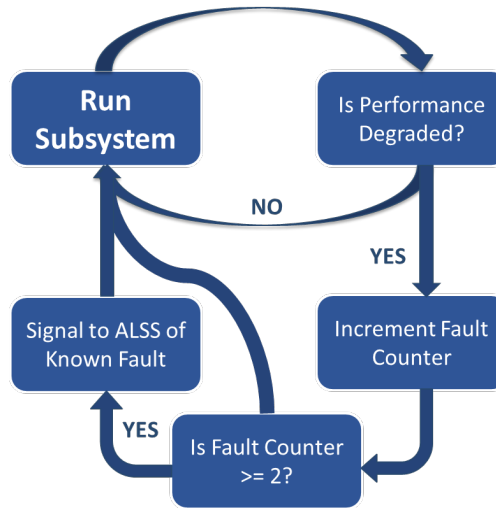 Run
Subsystem
Is Performance
Degraded?
NO
YES
Increment Fault
Counter
Is Fault Counter
>= 2?
YES
Signal to ALSS of
Known Fault